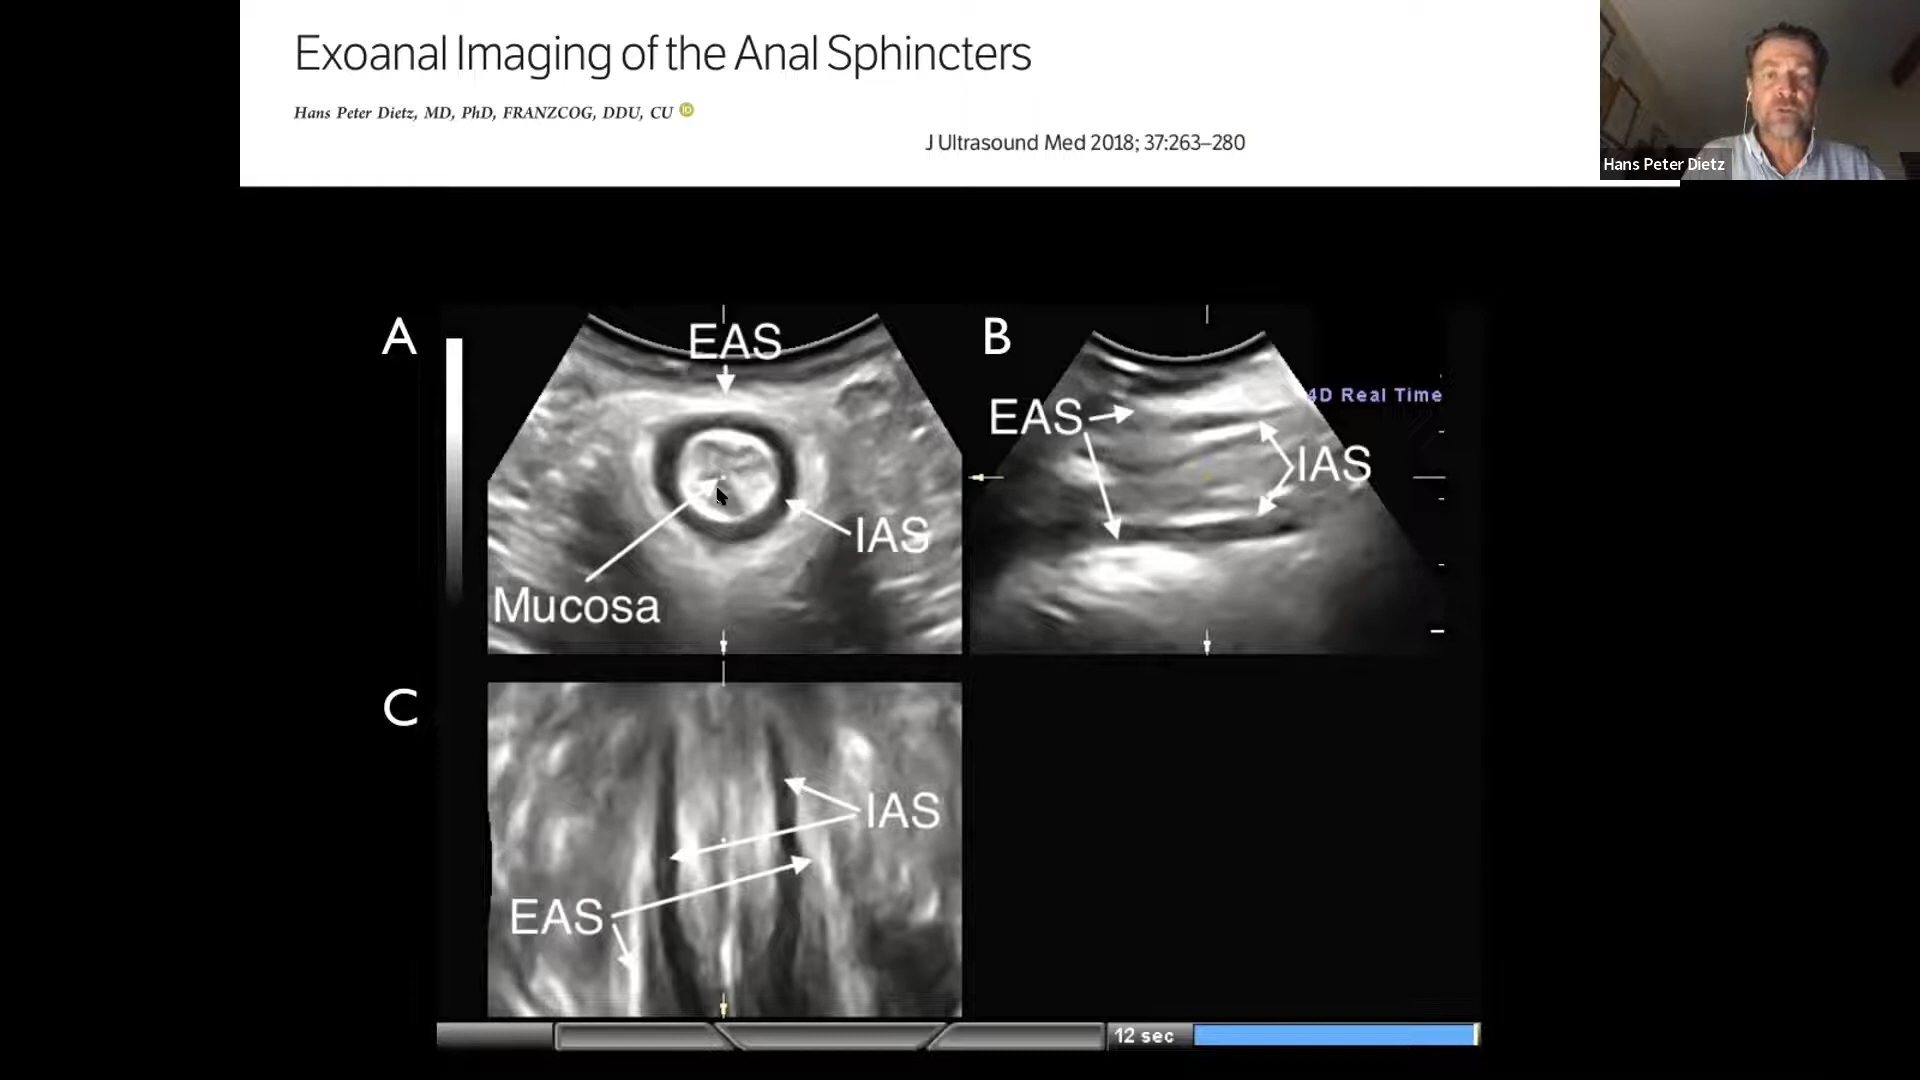 Exoanal Imaging of the Anal Sphincters
Hans Peter Dietz, MD, PhD, FRANZCOG, DDU, CU iD
J Ultrasound Med 2018; 37:263–280
Hans Peter Dietz
A
EAS
IAS
Mucosa
B
4D Real Time
EAS
IAS
C
IAS
EAS
12 sec